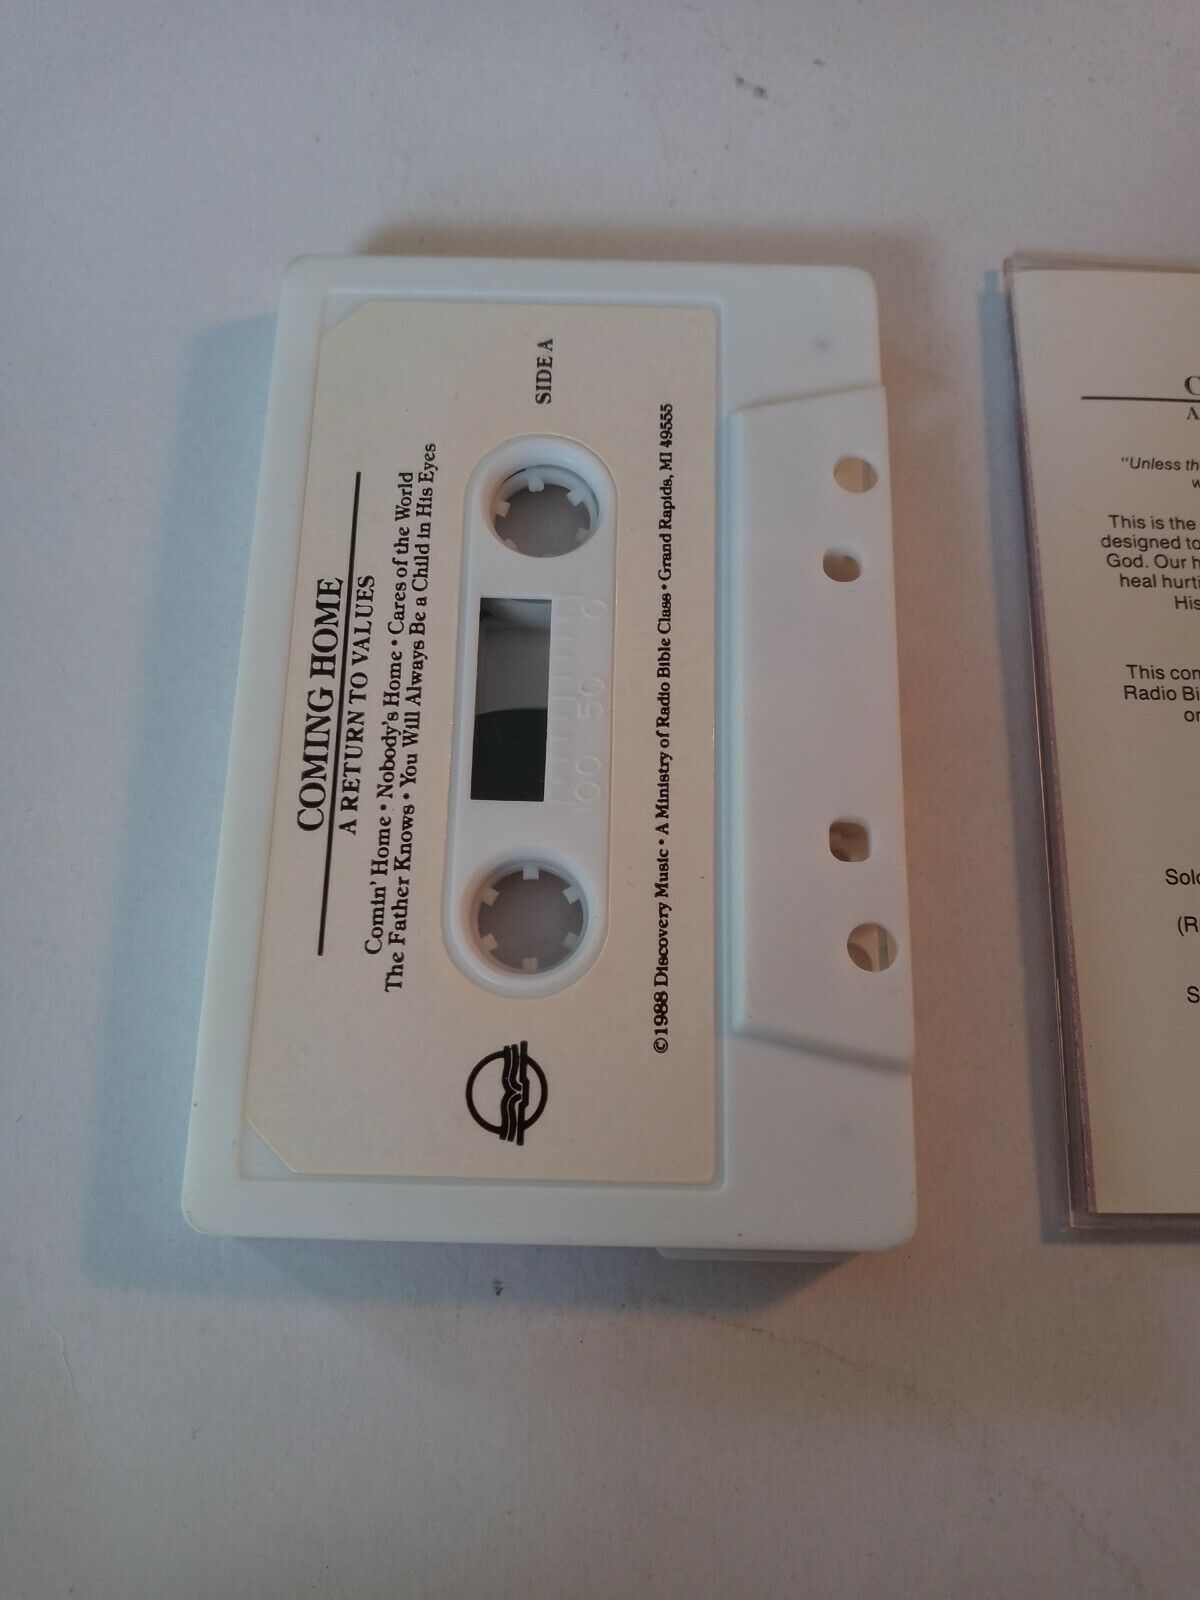 COMING HOME
A RETURN TO VALUES
Comin' Home • Nobody's Home • Cares of the World
The Father Knows • You Will Always Be a Child in His Eyes
SIDE A
100 50 0
©1988 Discovery Music • A Ministry of Radio Bible Class • Grand Rapids, MI 49555
C
A
"Unless th
w
This is the
designed to
God. Our h
heal hurti
His
This com
Radio Bi
or
Solo
(R
S